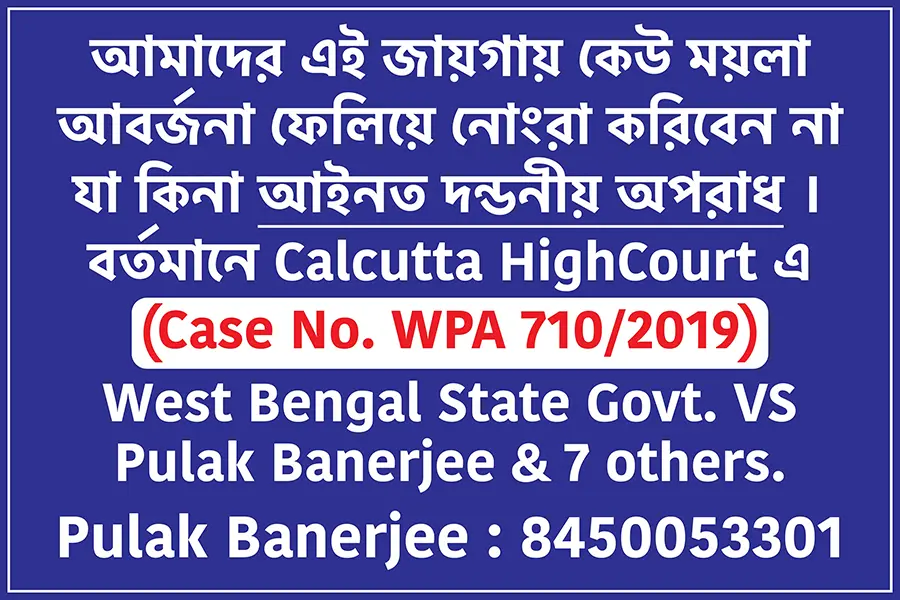 আমাদের এই জায়গায় কেউ ময়লা
আবর্জনা ফেলিয়ে নোংরা করিবেন না
যা কিনা আইনত দন্ডনীয় অপরাধ ।
বর্তমানে Calcutta HighCourt এ
(Case No. WPA 710/2019)
West Bengal State Govt. VS
Pulak Banerjee & 7 others.
Pulak Banerjee : 8450053301